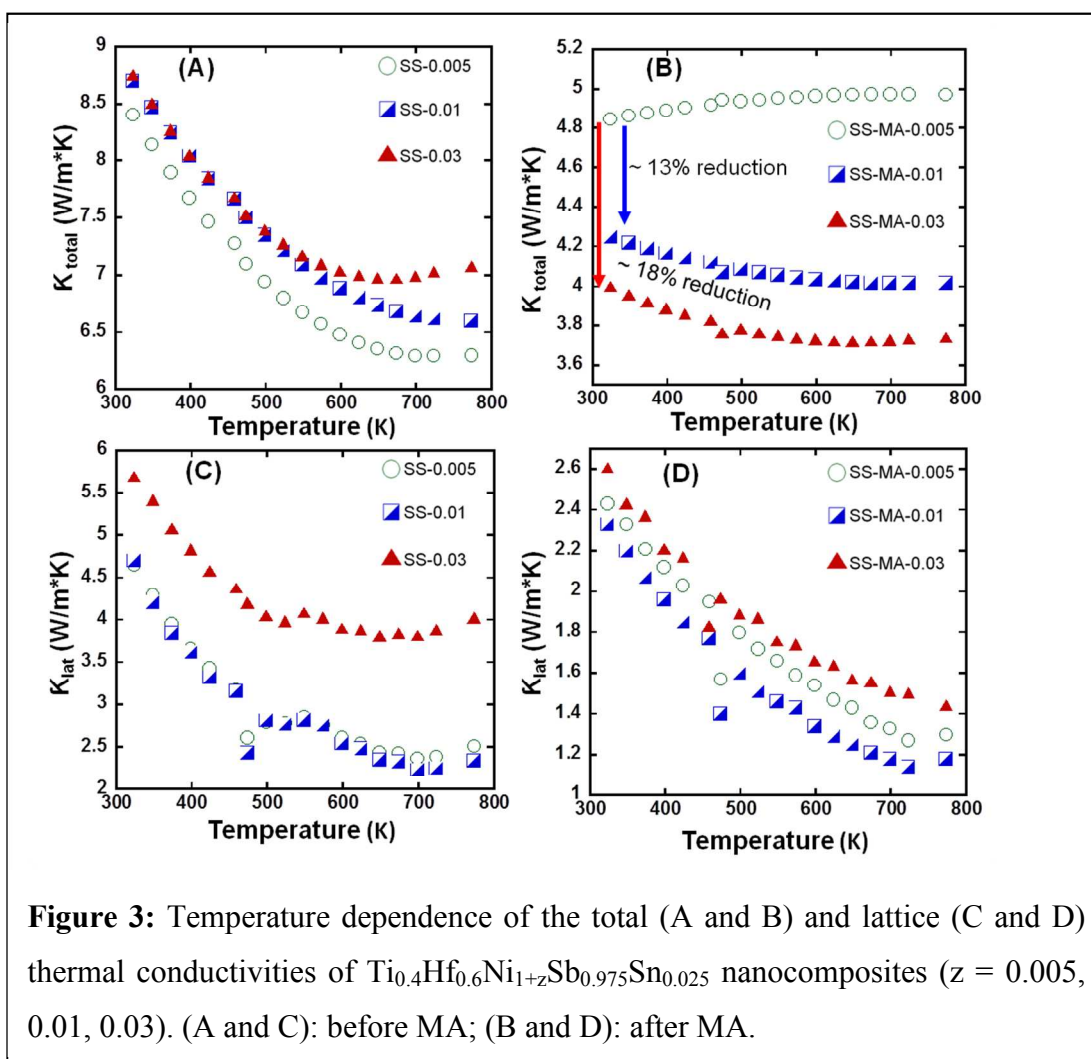 9
8.5
8
7.5
7
6.5
6
K_total (W/m*K)
(A)
SS-0.005
SS-0.01
SS-0.03
300 400 500 600 700 800
Temperature (K)
5.2
5
4.8
4.6
4.4
4.2
4
3.8
3.6
K_total (W/m*K)
(B)
SS-MA-0.005
~ 13% reduction
SS-MA-0.01
SS-MA-0.03
~ 18% reduction
300 400 500 600 700 800
Temperature (K)
6
5.5
5
4.5
4
3.5
3
2.5
2
K_lat (W/m*K)
(C)
SS-0.005
SS-0.01
SS-0.03
300 400 500 600 700 800
Temperature (K)
2.6
2.4
2.2
2
1.8
1.6
1.4
1.2
1
K_lat (W/m*K)
(D)
SS-MA-0.005
SS-MA-0.01
SS-MA-0.03
300 400 500 600 700 800
Temperature (K)
Figure 3: Temperature dependence of the total (A and B) and lattice (C and D)
thermal conductivities of Ti0.4Hf0.6Ni1+zSb0.975Sn0.025 nanocomposites (z = 0.005,
0.01, 0.03). (A and C): before MA; (B and D): after MA.